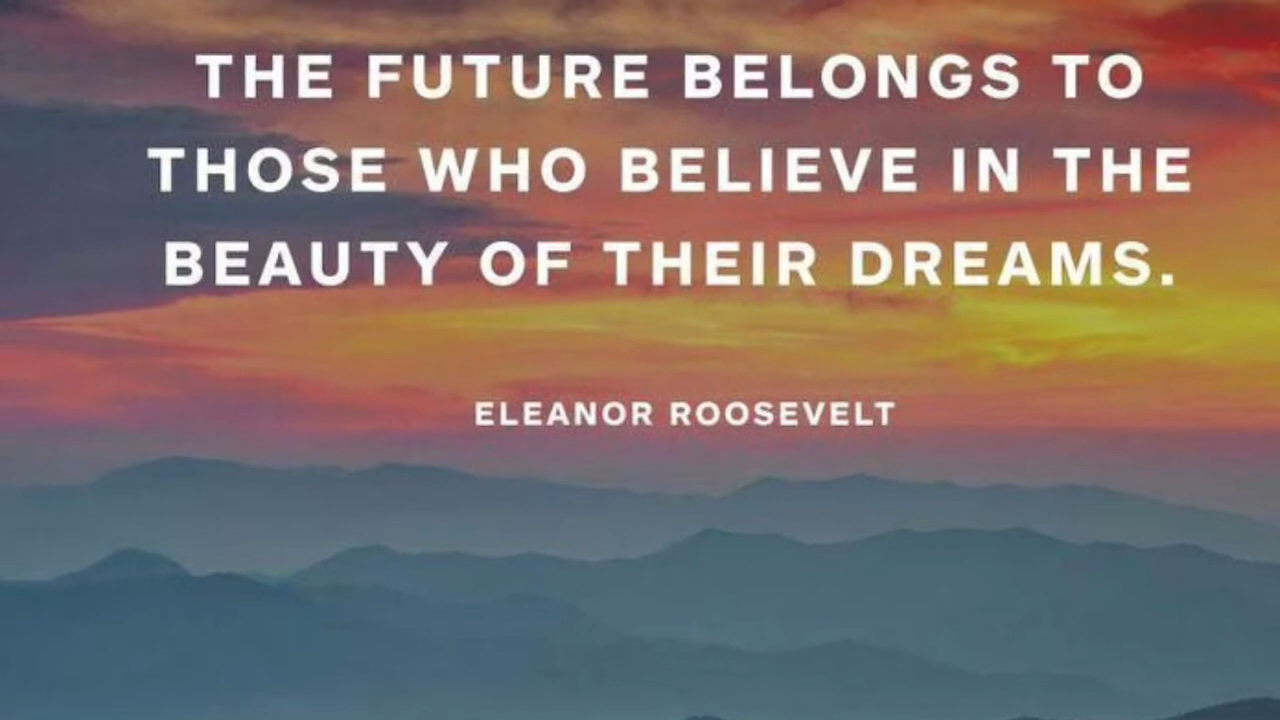 THE FUTURE BELONGS TO
THOSE WHO BELIEVE IN THE
BEAUTY OF THEIR DREAMS.
ELEANOR ROOSEVELT